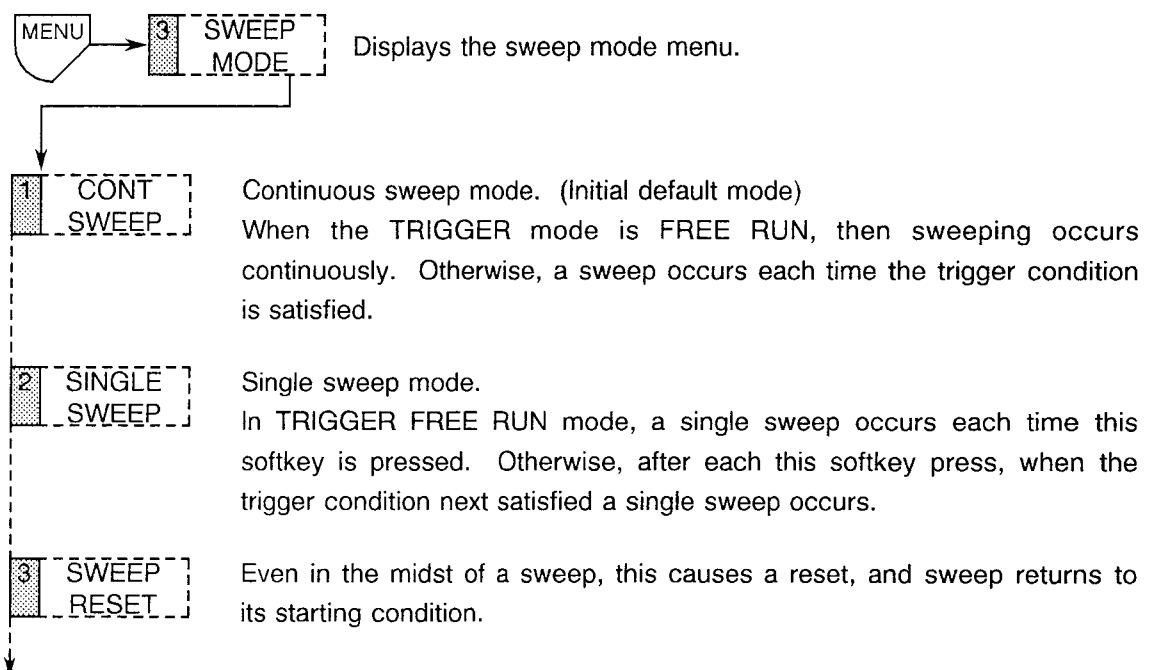 MENU
3 SWEEP
MODE
Displays the sweep mode menu.
1 CONT
SWEEP
Continuous sweep mode. (Initial default mode)
When the TRIGGER mode is FREE RUN, then sweeping occurs
continuously. Otherwise, a sweep occurs each time the trigger condition
is satisfied.
2 SINGLE
SWEEP
Single sweep mode.
In TRIGGER FREE RUN mode, a single sweep occurs each time this
softkey is pressed. Otherwise, after each this softkey press, when the
trigger condition next satisfied a single sweep occurs.
3 SWEEP
RESET
Even in the midst of a sweep, this causes a reset, and sweep returns to
its starting condition.